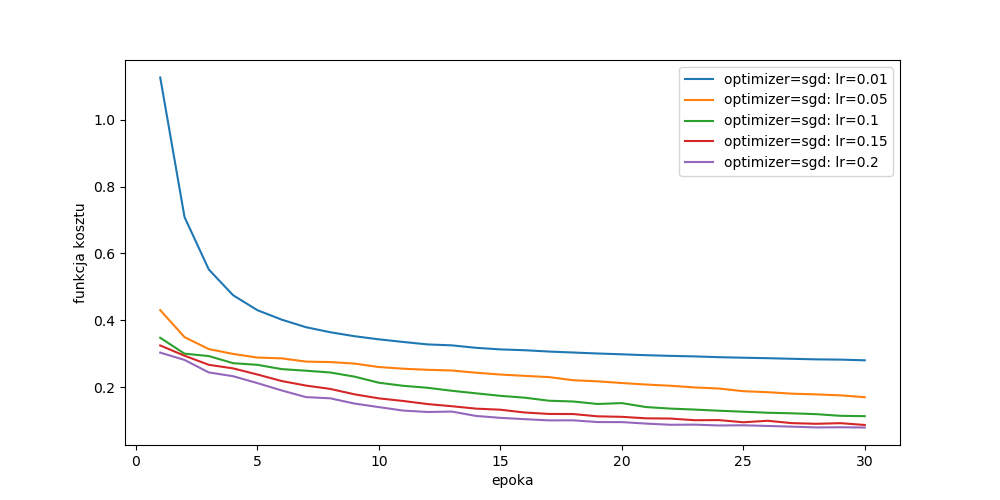 optimizer=sgd: lr=0.01
optimizer=sgd: lr=0.05
optimizer=sgd: lr=0.1
optimizer=sgd: lr=0.15
optimizer=sgd: lr=0.2
funkcja kosztu
1.0
0.8
0.6
0.4
0.2
0 5 10 15 20 25 30
epoka